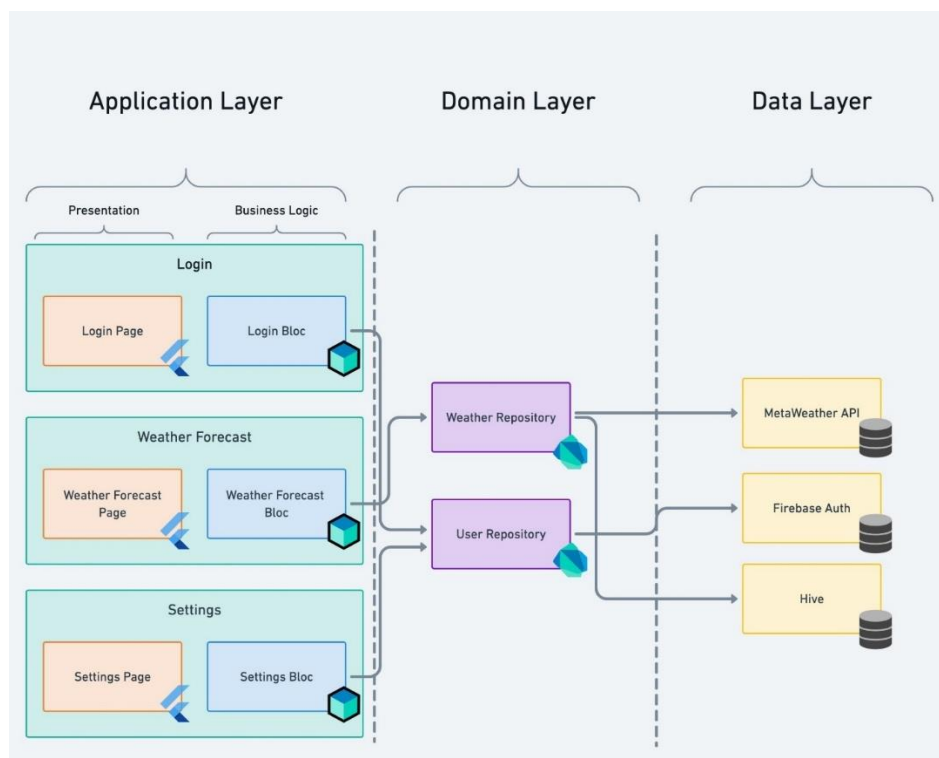 Application Layer
Domain Layer
Data Layer
Presentation
Business Logic
Login
Login Page
Login Bloc
Weather Forecast
Weather Forecast
Page
Weather Forecast
Bloc
Settings
Settings Page
Settings Bloc
Weather Repository
User Repository
MetaWeather API
Firebase Auth
Hive